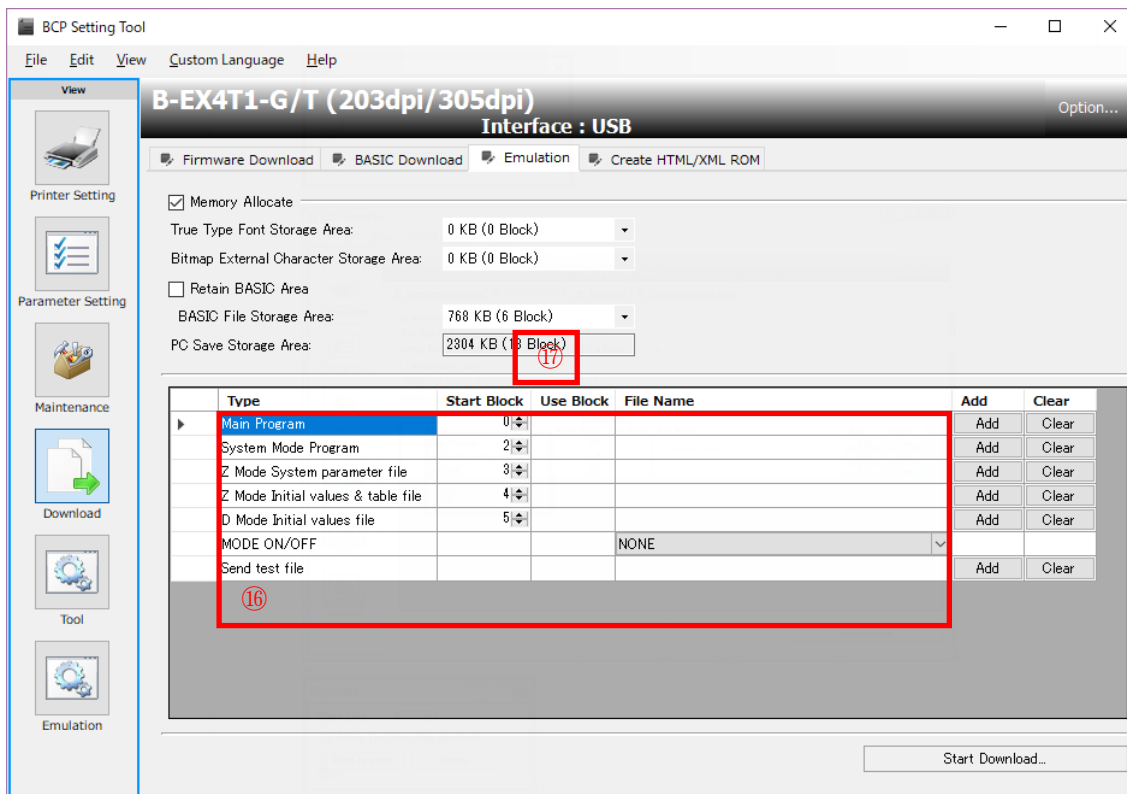 BCP Setting Tool
File Edit View Custom Language Help
View
B-EX4T1-G/T (203dpi/305dpi)
Interface : USB
Option...
Printer Setting
Parameter Setting
Maintenance
Download
Tool
Emulation
Firmware Download BASIC Download Emulation Create HTML/XML ROM
Memory Allocate
True Type Font Storage Area: 0 KB (0 Block)
Bitmap External Character Storage Area: 0 KB (0 Block)
Retain BASIC Area
BASIC File Storage Area: 768 KB (6 Block)
PC Save Storage Area: 2304 KB (18 Block)
⑰
Type Start Block Use Block File Name Add Clear
Main Program 0 Add Clear
System Mode Program 2 Add Clear
Z Mode System parameter file 3 Add Clear
Z Mode Initial values & table file 4 Add Clear
D Mode Initial values file 5 Add Clear
MODE ON/OFF NONE
Send test file Add Clear
⑯
Start Download...